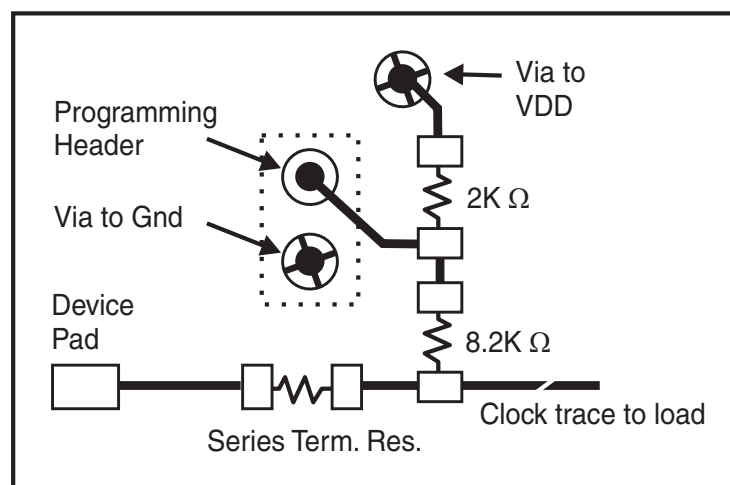 Via to
VDD
Programming
Header
2K Ω
Via to Gnd
Device
Pad
8.2K Ω
Clock trace to load
Series Term. Res.